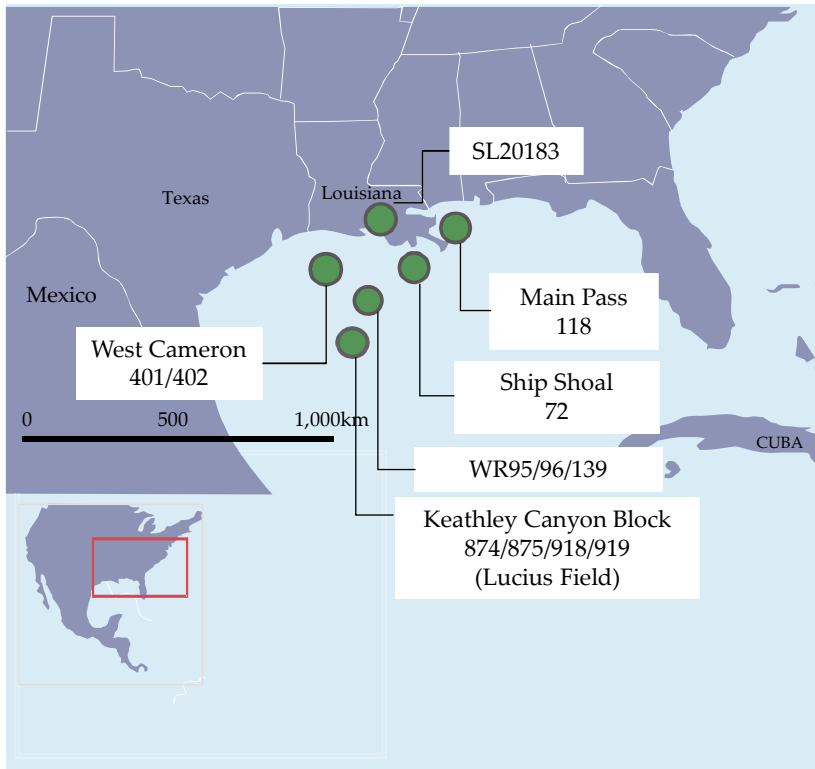 SL20183
Texas
Louisiana
Mexico
Main Pass
118
West Cameron
401/402
Ship Shoal
72
0 500 1,000km
CUBA
WR95/96/139
Keathley Canyon Block
874/875/918/919
(Lucius Field)